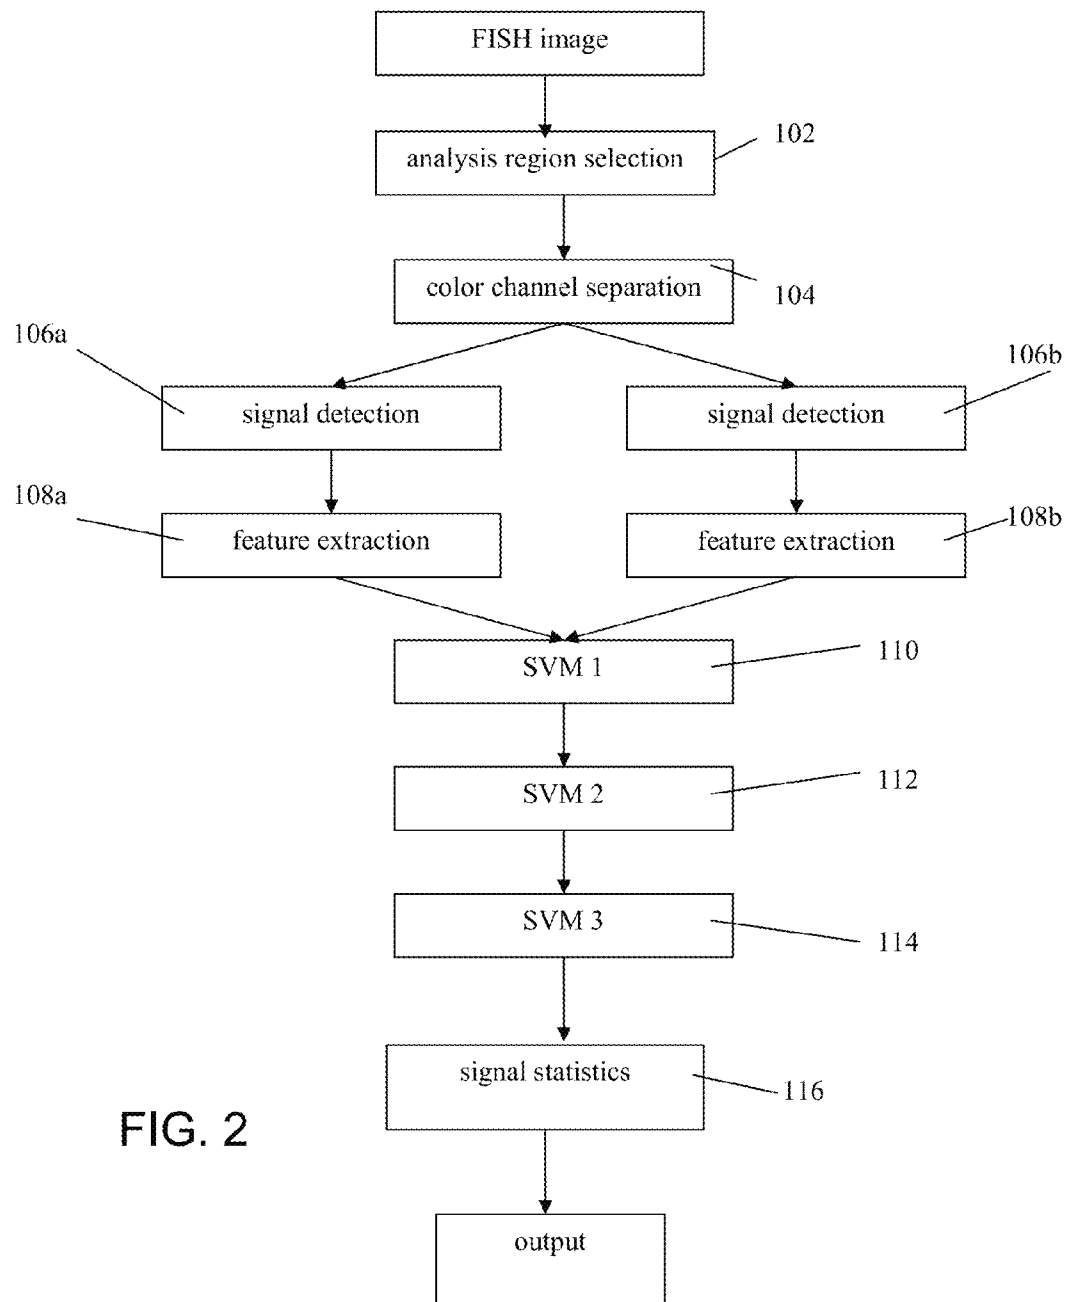 FISH image
102
analysis region selection
color channel separation
104
106a
106b
signal detection
signal detection
108a
108b
feature extraction
feature extraction
110
SVM 1
112
SVM 2
SVM 3
114
signal statistics
116
FIG. 2
output